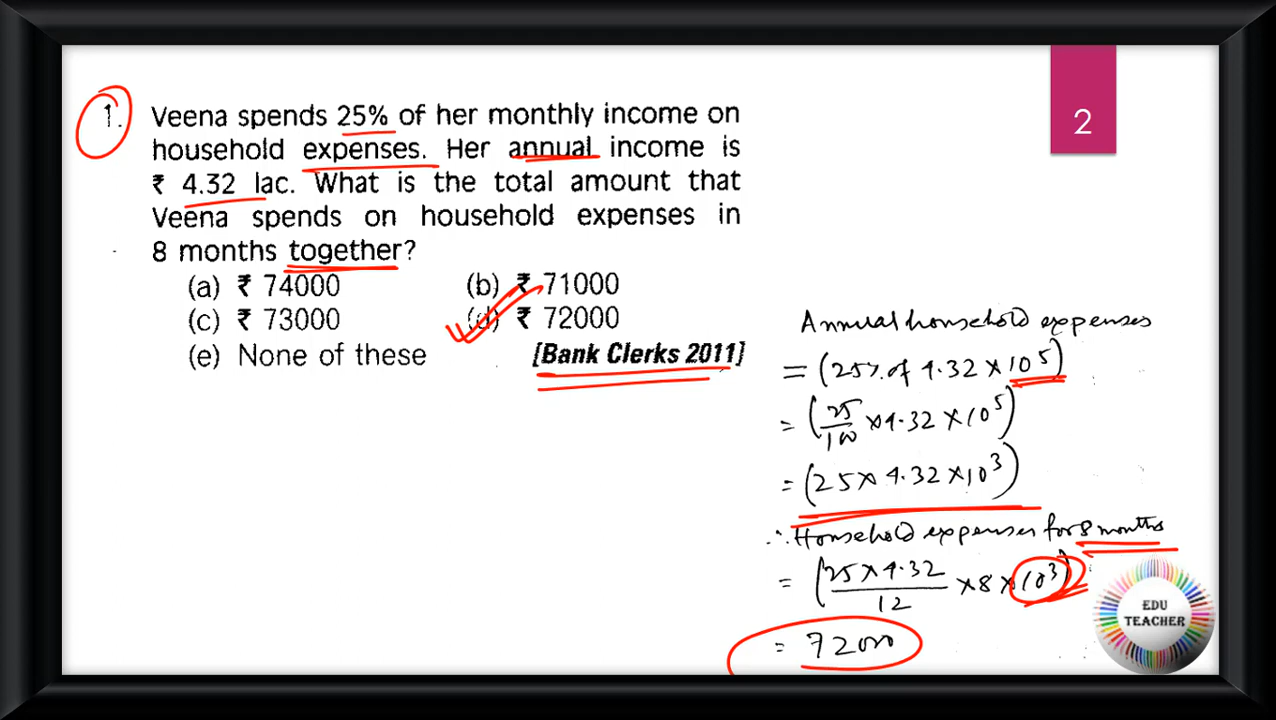 2
1. Veena spends 25% of her monthly income on
household expenses. Her annual income is
₹ 4.32 lac. What is the total amount that
Veena spends on household expenses in
8 months together?
(a) ₹ 74000 (b) ₹ 71000
(c) ₹ 73000 (d) ₹ 72000
(e) None of these [Bank Clerks 2011]
Annual household expenses
= (25% of 4.32 × 10⁵)
= (25/100 × 4.32 × 10⁵)
= (25 × 4.32 × 10³)
∴ Household expenses for 8 months
= (25 × 4.32 / 12 × 8 × 10³)
= 72000
EDU
TEACHER